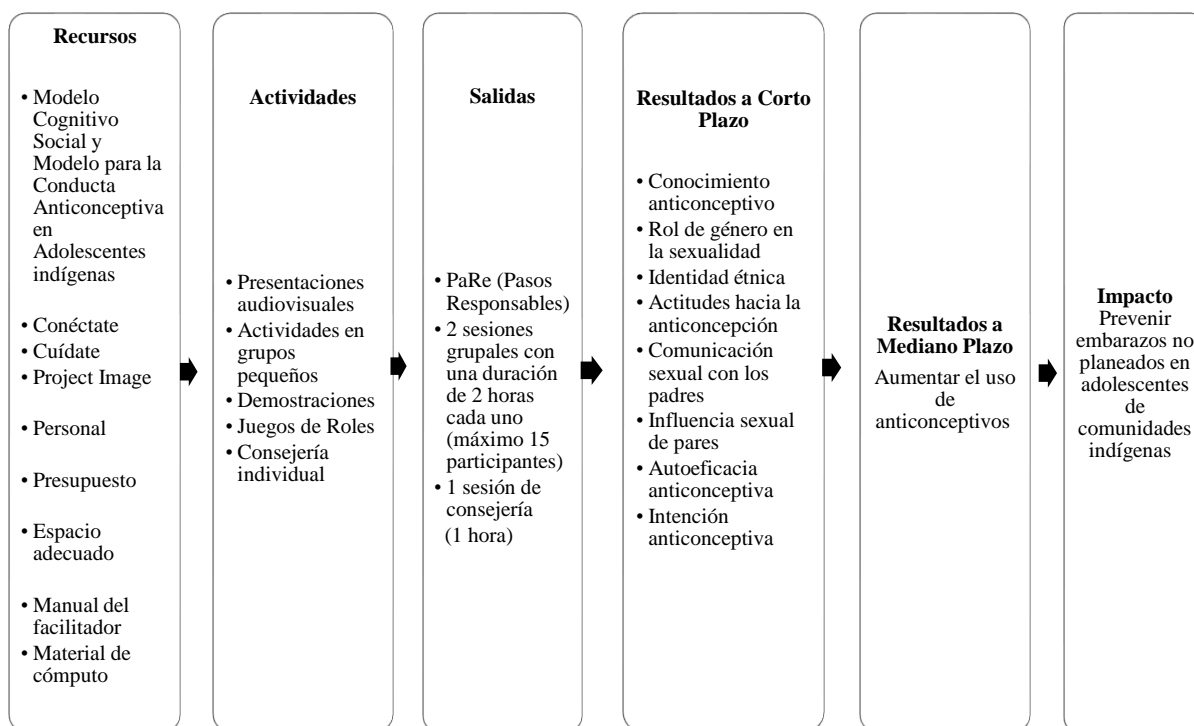 Recursos
• Modelo
Cognitivo
Social y
Modelo para la
Conducta
Anticonceptiva
en
Adolescentes
indígenas
• Conéctate
• Cuídate
• Project Image
• Personal
• Presupuesto
• Espacio
adecuado
• Manual del
facilitador
• Material de
cómputo
Actividades
• Presentaciones
audiovisuales
• Actividades en
grupos
pequeños
• Demostraciones
• Juegos de Roles
• Consejería
individual
Salidas
• PaRe (Pasos
Responsables)
• 2 sesiones
grupales con
una duración
de 2 horas
cada uno
(máximo 15
participantes)
• 1 sesión de
consejería
(1 hora)
Resultados a Corto
Plazo
• Conocimiento
anticonceptivo
• Rol de género en
la sexualidad
• Identidad étnica
• Actitudes hacia la
anticoncepción
• Comunicación
sexual con los
padres
• Influencia sexual
de pares
• Autoeficacia
anticonceptiva
• Intención
anticonceptiva
Resultados a
Mediano Plazo
Aumentar el uso
de
anticonceptivos
Impacto
Prevenir
embarazos no
planeados en
adolescentes
de
comunidades
indígenas